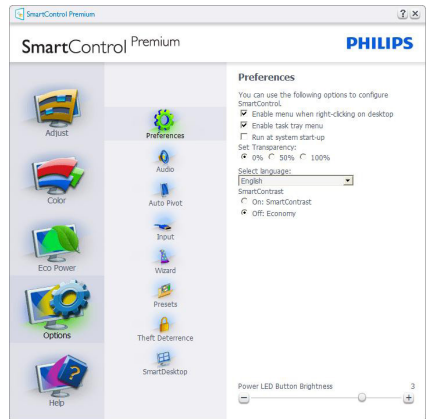 SmartControl Premium
SmartControl Premium
PHILIPS
Adjust
Color
Eco Power
Options
Help
Preferences
Audio
Auto Pivot
Input
Wizard
Presets
Theft Deterrence
SmartDesktop
Preferences
You can use the following options to configure
SmartControl.
Enable menu when right-clicking on desktop
Enable task tray menu
Run at system start-up
Set Transparency:
0% 50% 100%
Select language:
English
SmartContrast
On: SmartContrast
Off: Economy
Power LED Button Brightness 3